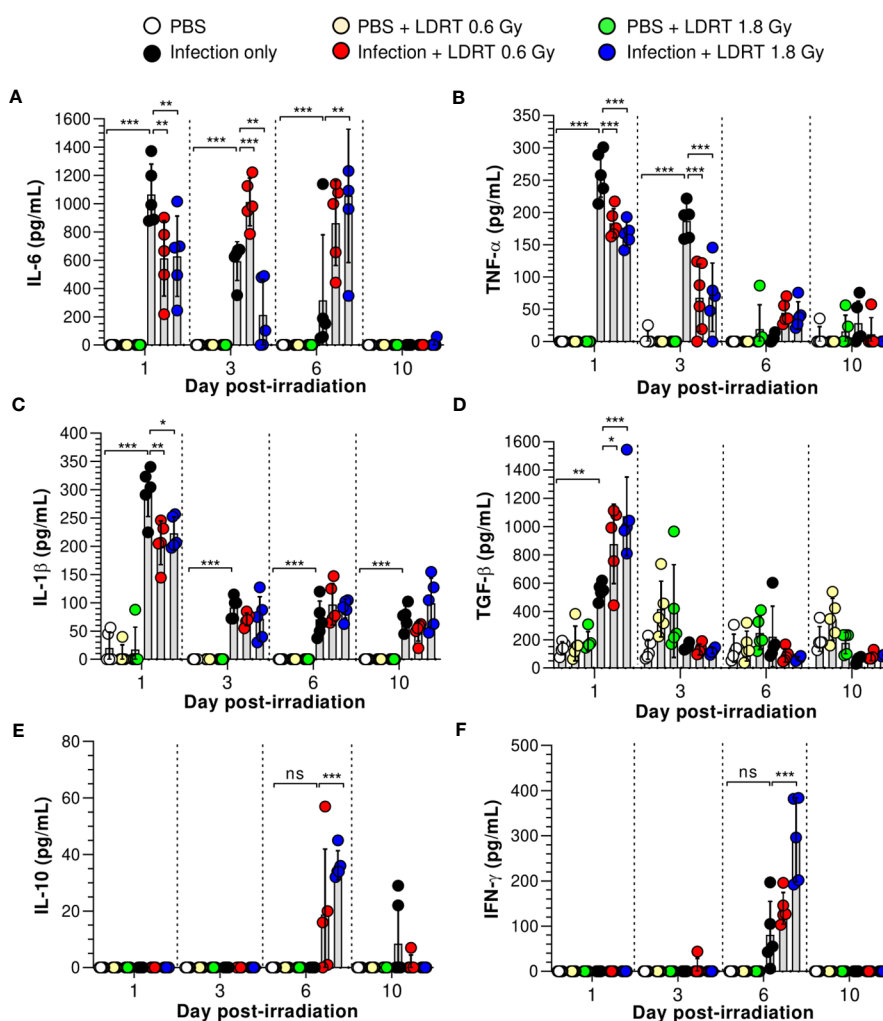 PBS PBS + LDRT 0.6 Gy PBS + LDRT 1.8 Gy
Infection only Infection + LDRT 0.6 Gy Infection + LDRT 1.8 Gy
A
IL-6 (pg/mL)
1600
1400
1200
1000
800
600
400
200
0
*** ** **
*** ** ***
*** **
1 3 6 10
Day post-irradiation
B
TNF-α (pg/mL)
350
300
250
200
150
100
50
0
*** *** ***
*** *** ***
1 3 6 10
Day post-irradiation
C
IL-1β (pg/mL)
400
350
300
250
200
150
100
50
0
*** * **
*** *** ***
1 3 6 10
Day post-irradiation
D
TGF-β (pg/mL)
1600
1400
1200
1000
800
600
400
200
0
** *** *
1 3 6 10
Day post-irradiation
E
IL-10 (pg/mL)
80
60
40
20
0
ns ***
1 3 6 10
Day post-irradiation
F
IFN-γ (pg/mL)
500
400
300
200
100
0
ns ***
1 3 6 10
Day post-irradiation